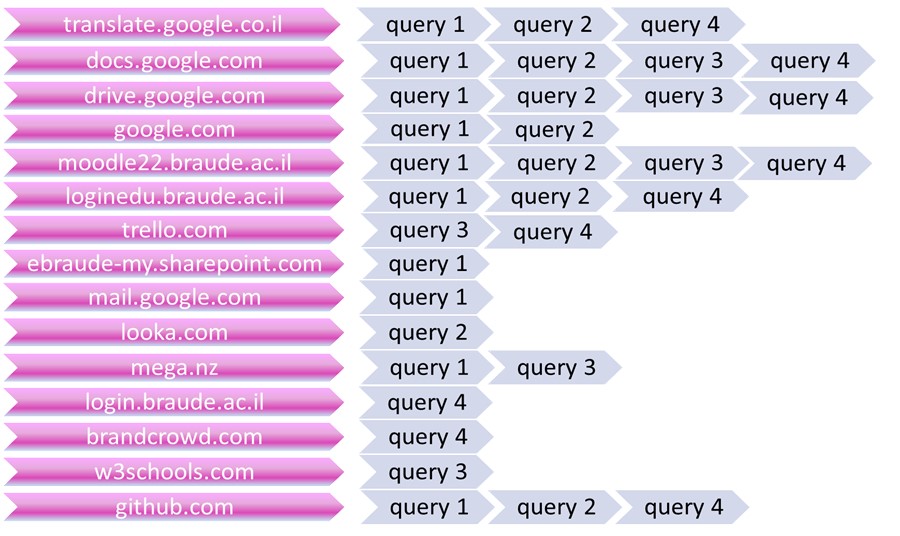 translate.google.co.il query 1 query 2 query 4
docs.google.com query 1 query 2 query 3 query 4
drive.google.com query 1 query 2 query 3 query 4
google.com query 1 query 2
moodle22.braude.ac.il query 1 query 2 query 3 query 4
loginedu.braude.ac.il query 1 query 2 query 4
trello.com query 3 query 4
ebraude-my.sharepoint.com query 1
mail.google.com query 1
looka.com query 2
mega.nz query 1 query 3
login.braude.ac.il query 4
brandcrowd.com query 4
w3schools.com query 3
github.com query 1 query 2 query 4